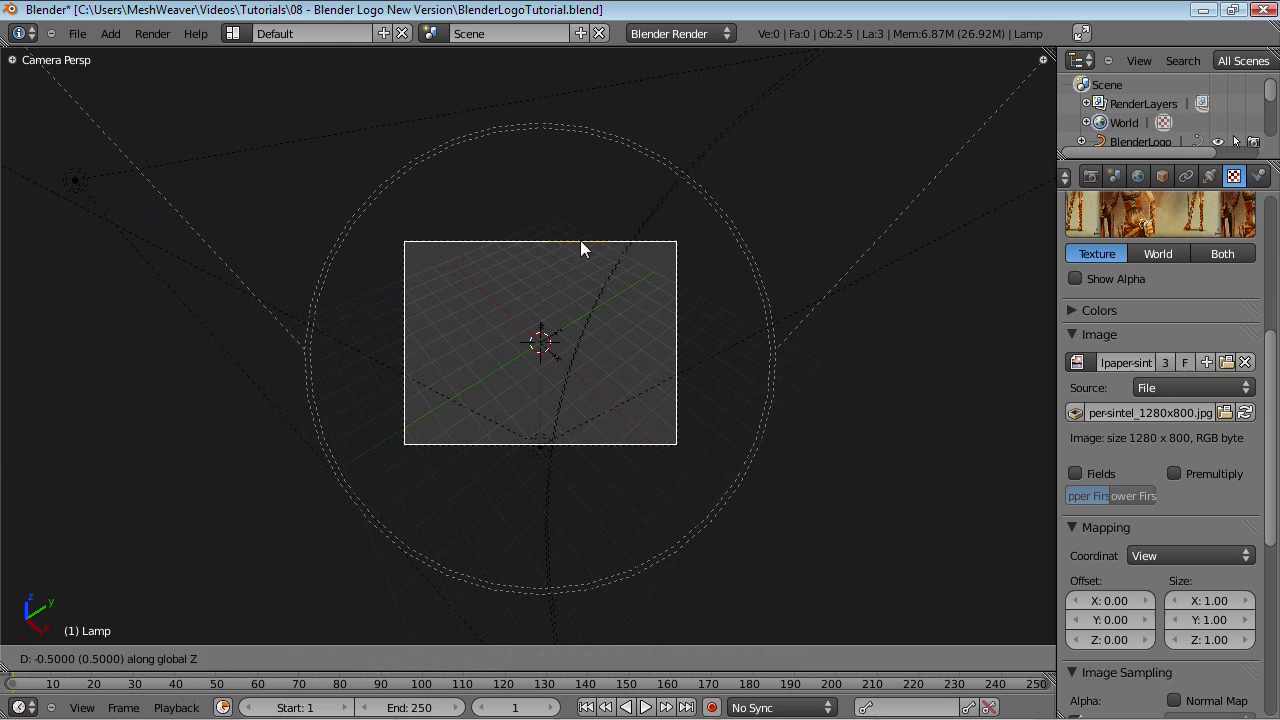 Blender* [C:\Users\MeshWeaver\Videos\Tutorials\08 - Blender Logo New Version\BlenderLogoTutorial.blend]
File Add Render Help Default Scene Blender Render Ve:0 | Fa:0 | Ob:2-5 | La:3 | Mem:6.87M (26.92M) | Lamp
Camera Persp
View Search All Scenes
Scene
RenderLayers |
World |
BlenderLogo |
Texture World Both
Show Alpha
Colors
Image
lpaper-sint 3 F
Source: File
per-sintel_1280x800.jpg
Image: size 1280 x 800, RGB byte
Fields Premultiply
pper Firs ower Firs
Mapping
Coordinat View
Offset: Size:
X: 0.00 X: 1.00
Y: 0.00 Y: 1.00
Z: 0.00 Z: 1.00
Image Sampling
Alpha: Normal Map
z
y
x
(1) Lamp
D: -0.5000 (0.5000) along global Z
10 20 30 40 50 60 70 80 90 100 110 120 130 140 150 160 170 180 190 200 210 220 230 240 250
View Frame Playback Start: 1 End: 250 1 No Sync